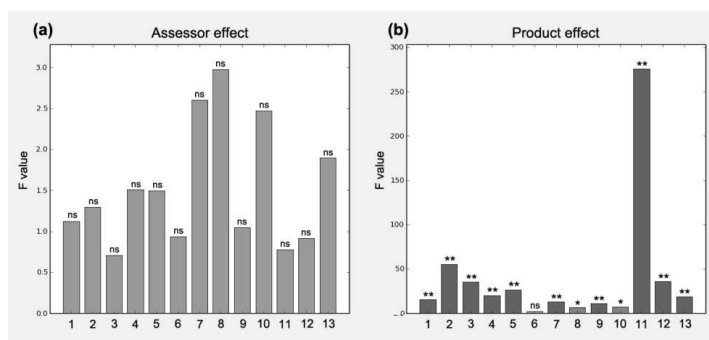 (a) Assessor effect
F value
3.0
2.5
2.0
1.5
1.0
0.5
0.0
ns ns ns ns ns ns ns ns ns ns ns ns ns
1 2 3 4 5 6 7 8 9 10 11 12 13
(b) Product effect
F value
300
250
200
150
100
50
.0
** ** ** ** ** ns ** * ** * ** ** **
1 2 3 4 5 6 7 8 9 10 11 12 13